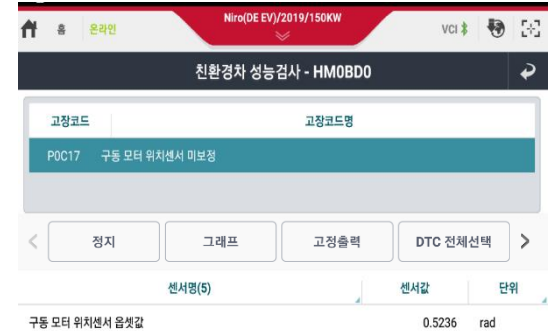 홈 온라인 Niro(DE EV)/2019/150KW VCI
친환경차 성능검사 - HM0BD0
고장코드 고장코드명
P0C17 구동 모터 위치센서 미보정
정지 그래프 고정출력 DTC 전체선택
센서명(5) 센서값 단위
구동 모터 위치센서 옵셋값 0.5236 rad